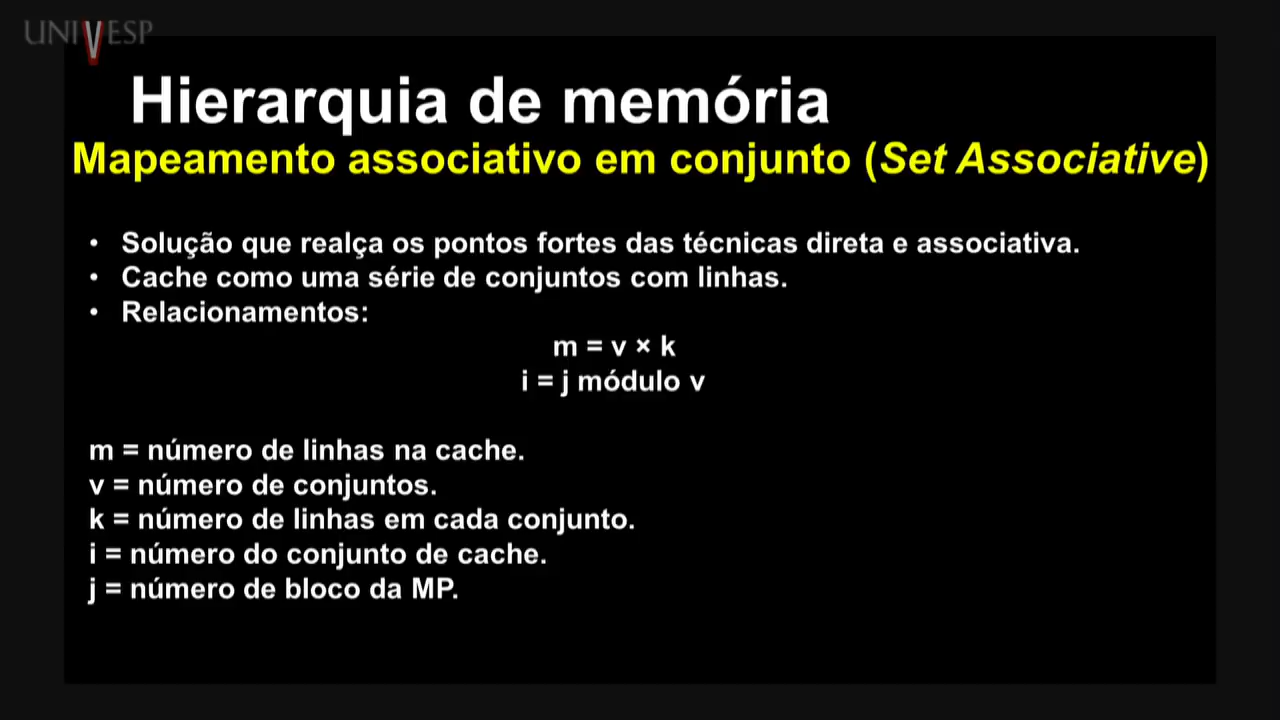 UNIVESP
Hierarquia de memória
Mapeamento associativo em conjunto (Set Associative)
• Solução que realça os pontos fortes das técnicas direta e associativa.
• Cache como uma série de conjuntos com linhas.
• Relacionamentos:
m = v × k
i = j módulo v
m = número de linhas na cache.
v = número de conjuntos.
k = número de linhas em cada conjunto.
i = número do conjunto de cache.
j = número de bloco da MP.